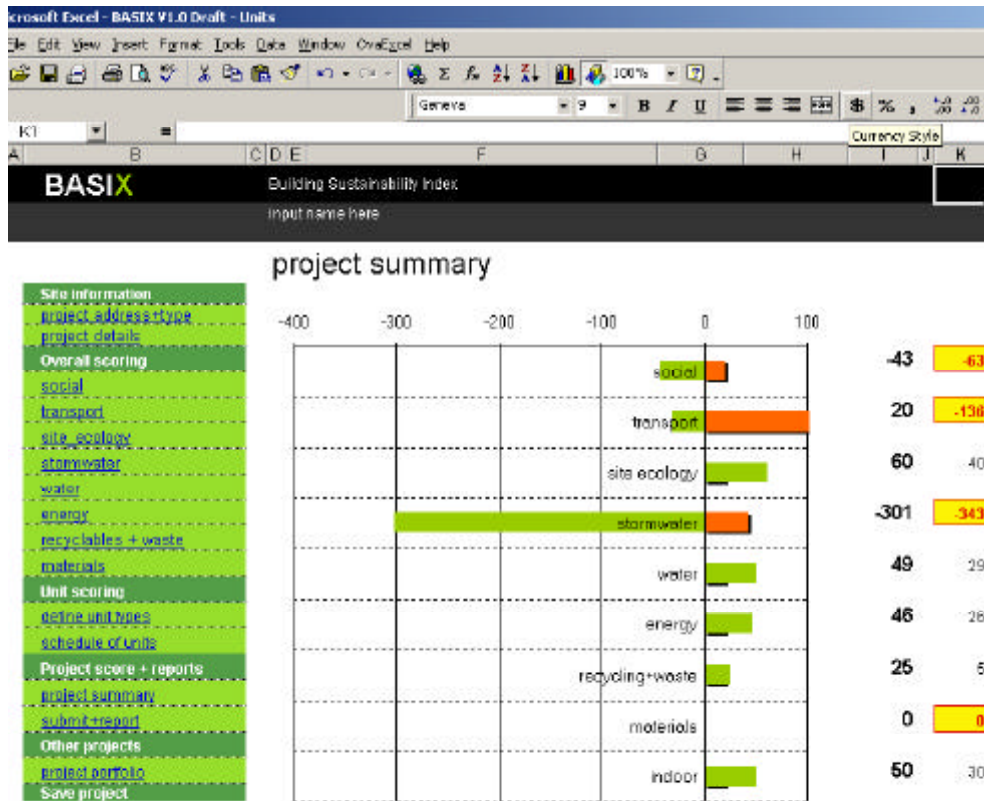 crosoft Excel - BASIX V1.0 Draft - Units
File Edit View Insert Format Tools Data Window OvaExcel Help
100%
Geneva 9 B I U $ % ,
K1 =
Currency Style
A B C D E F G H I J K
BASIX Building Sustainability Index
input name here
project summary
Site information
project address+type
project details
Overall scoring
social
transport
site_ecology
stormwater
water
energy
recyclables + waste
materials
Unit scoring
define unit types
schedule of units
Project score + reports
project summary
submit+report
Other projects
project portfolio
Save project
-400 -300 -200 -100 0 100
social -43 -63
transport 20 -136
site ecology 60 40
stormwater -301 -343
water 49 29
energy 46 26
recycling+waste 25 5
materials 0 0
indoor 50 30